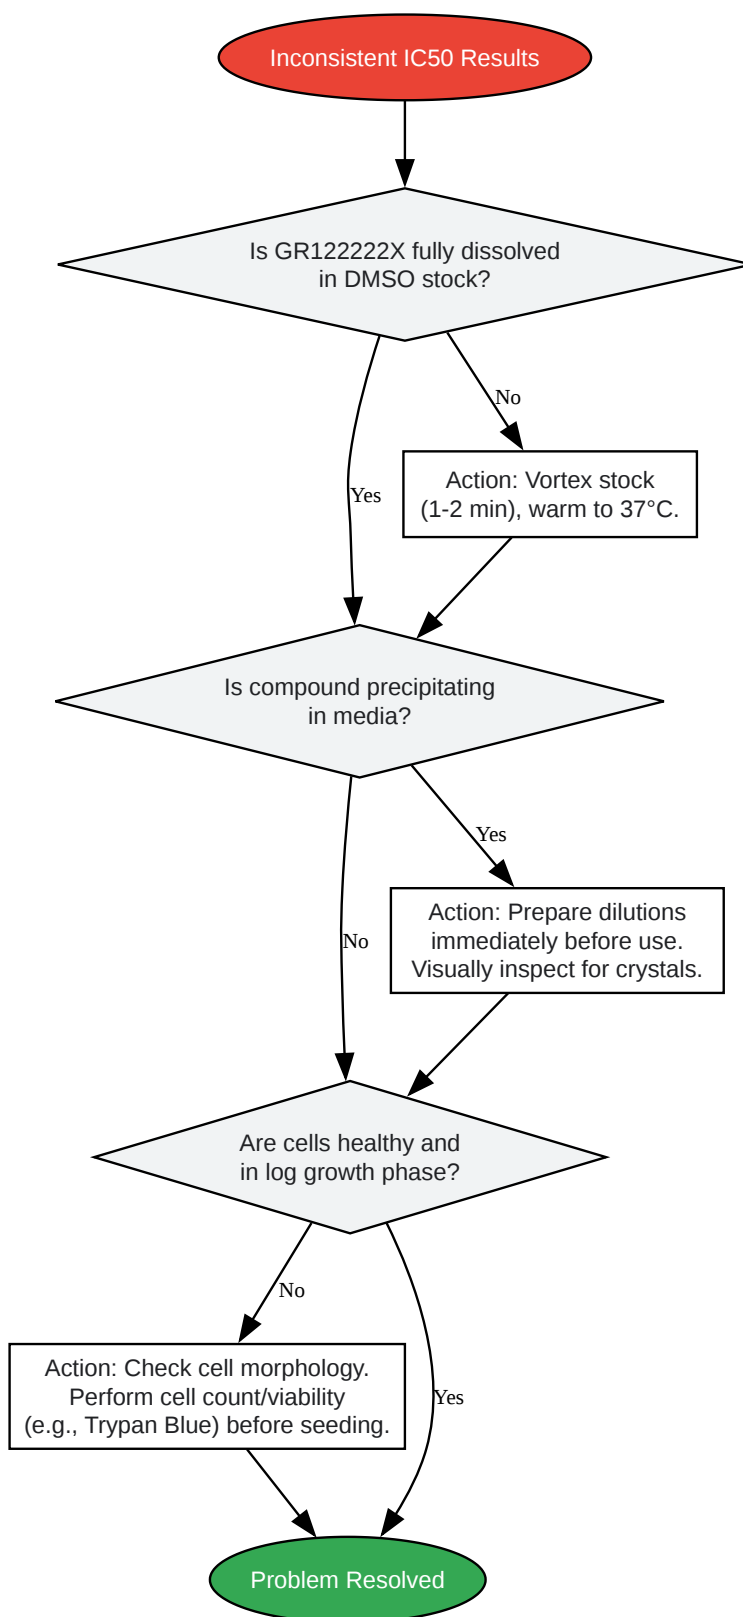 Inconsistent IC50 Results
Is GR122222X fully dissolved
in DMSO stock?
No
Action: Vortex stock
(1-2 min), warm to 37°C.
Yes
Is compound precipitating
in media?
Yes
Action: Prepare dilutions
immediately before use.
Visually inspect for crystals.
No
Are cells healthy and
in log growth phase?
No
Action: Check cell morphology.
Perform cell count/viability
(e.g., Trypan Blue) before seeding.
Yes
Problem Resolved